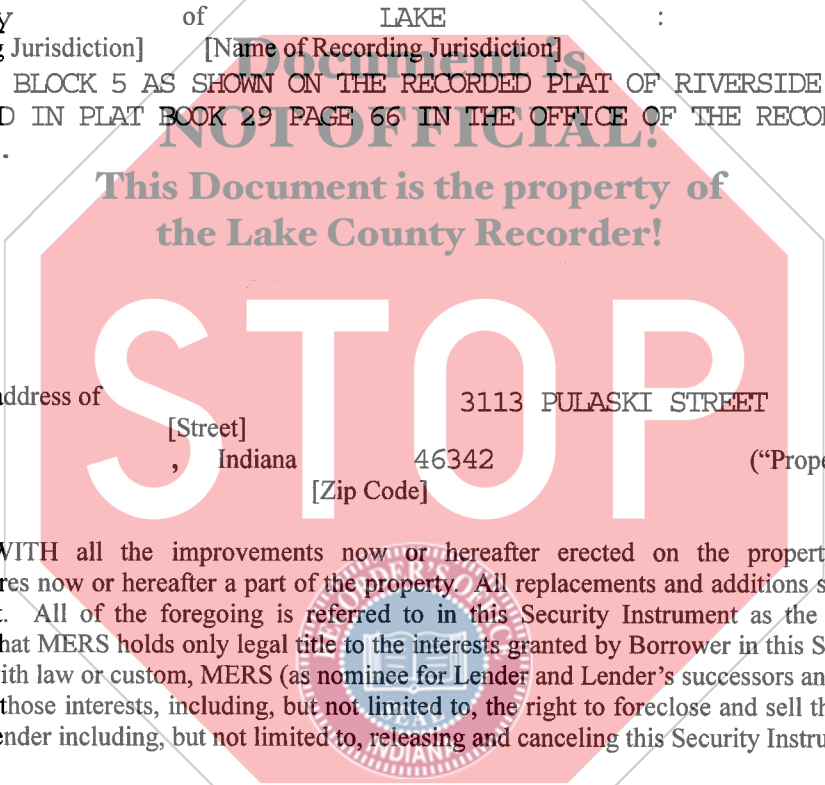 Y of LAKE :
g Jurisdiction] [Name of Recording Jurisdiction]
Document is
BLOCK 5 AS SHOWN ON THE RECORDED PLAT OF RIVERSIDE
D IN PLAT BOOK 29 PAGE 66 IN THE OFFICE OF THE RECO
NOT OFFICIAL!
.
This Document is the property of
the Lake County Recorder!
STOP
address of 3113 PULASKI STREET
[Street]
, Indiana 46342 ("Prope
[Zip Code]
WITH all the improvements now or hereafter erected on the propert
res now or hereafter a part of the property. All replacements and additions s
t. All of the foregoing is referred to in this Security Instrument as the
hat MERS holds only legal title to the interests granted by Borrower in this S
ith law or custom, MERS (as nominee for Lender and Lender's successors an
those interests, including, but not limited to, the right to foreclose and sell th
ender including, but not limited to, releasing and canceling this Security Instru
SEAL
INDIANA